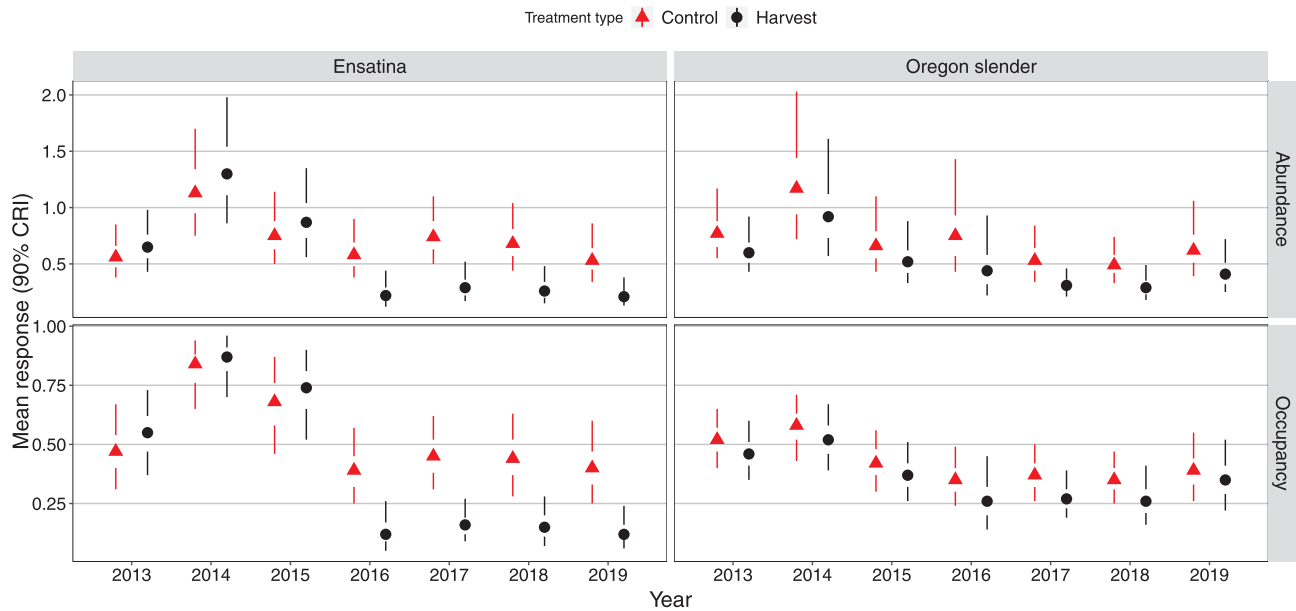 Treatment type Control Harvest
Ensatina Oregon slender
Mean response (90% CRI)
2.0
1.5
1.0
0.5
Abundance
1.00
0.75
0.50
0.25
Occupancy
2013 2014 2015 2016 2017 2018 2019 2013 2014 2015 2016 2017 2018 2019
Year